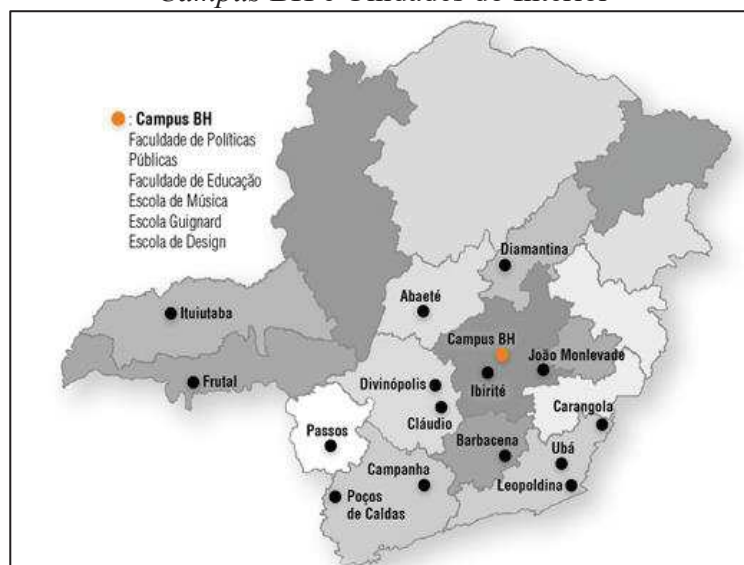 Campus BH e Unidades do Interior
: Campus BH
Faculdade de Políticas
Públicas
Faculdade de Educação
Escola de Música
Escola Guignard
Escola de Design
Diamantina
Abaeté
Ituiutaba
Campus BH
João Monlevade
Frutal
Divinópolis
Ibirité
Cláudio
Carangola
Passos
Barbacena
Ubá
Campanha
Leopoldina
Poços
de Caldas